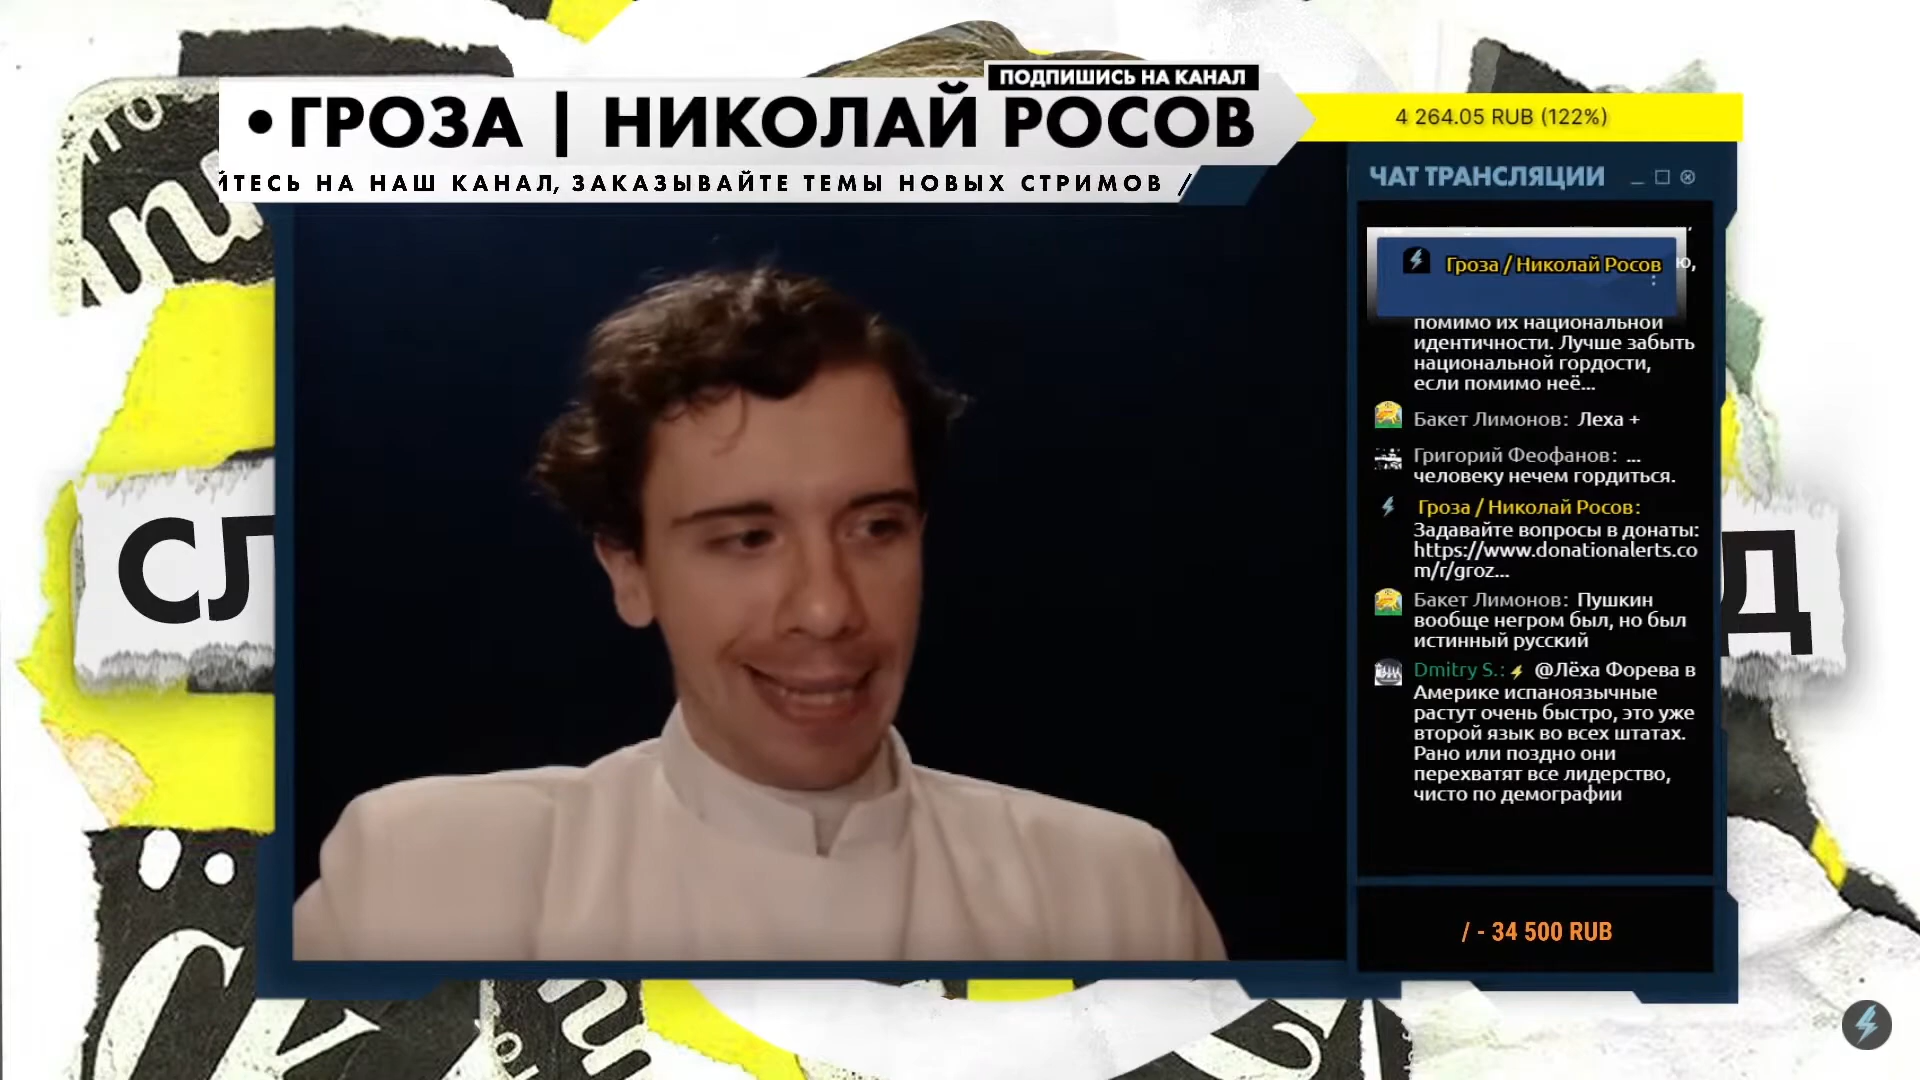 ПОДПИШИСЬ НА КАНАЛ
• ГРОЗА | НИКОЛАЙ РОСОВ
ЙТЕСЬ НА НАШ КАНАЛ, ЗАКАЗЫВАЙТЕ ТЕМЫ НОВЫХ СТРИМОВ /
4 264.05 RUB (122%)
ЧАТ ТРАНСЛЯЦИИ
Гроза / Николай Росов
ю,
помимо их национальной
идентичности. Лучше забыть
национальной гордости,
если помимо неё...
Бакет Лимонов: Леха +
Григорий Феофанов: ...
человеку нечем гордиться.
Гроза / Николай Росов:
Задавайте вопросы в донаты:
https://www.donationalerts.co
m/r/groz...
Бакет Лимонов: Пушкин
вообще негром был, но был
истинный русский
Dmitry S.: @Лёха Форева в
Америке испаноязычные
растут очень быстро, это уже
второй язык во всех штатах.
Рано или поздно они
перехватят все лидерство,
чисто по демографии
/ - 34 500 RUB
СЛ
Д